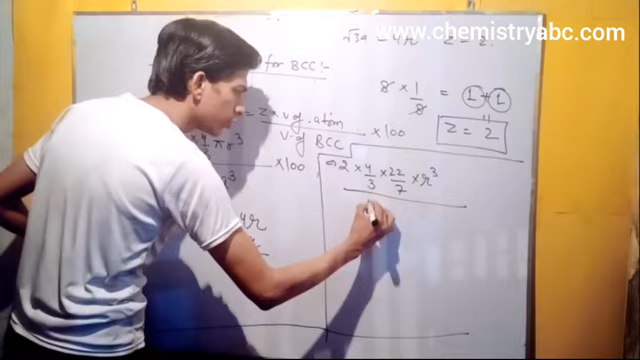 www.chemistryabc.com
√3a = 4r z = 2.
for BCC:-
8 × 1/8 = 1 + 1
z = 2
= z × v of atom × 100
v of BCC
4/3 πr³ × 100
⇒ 2 × 4/3 × 22/7 × r³
4r